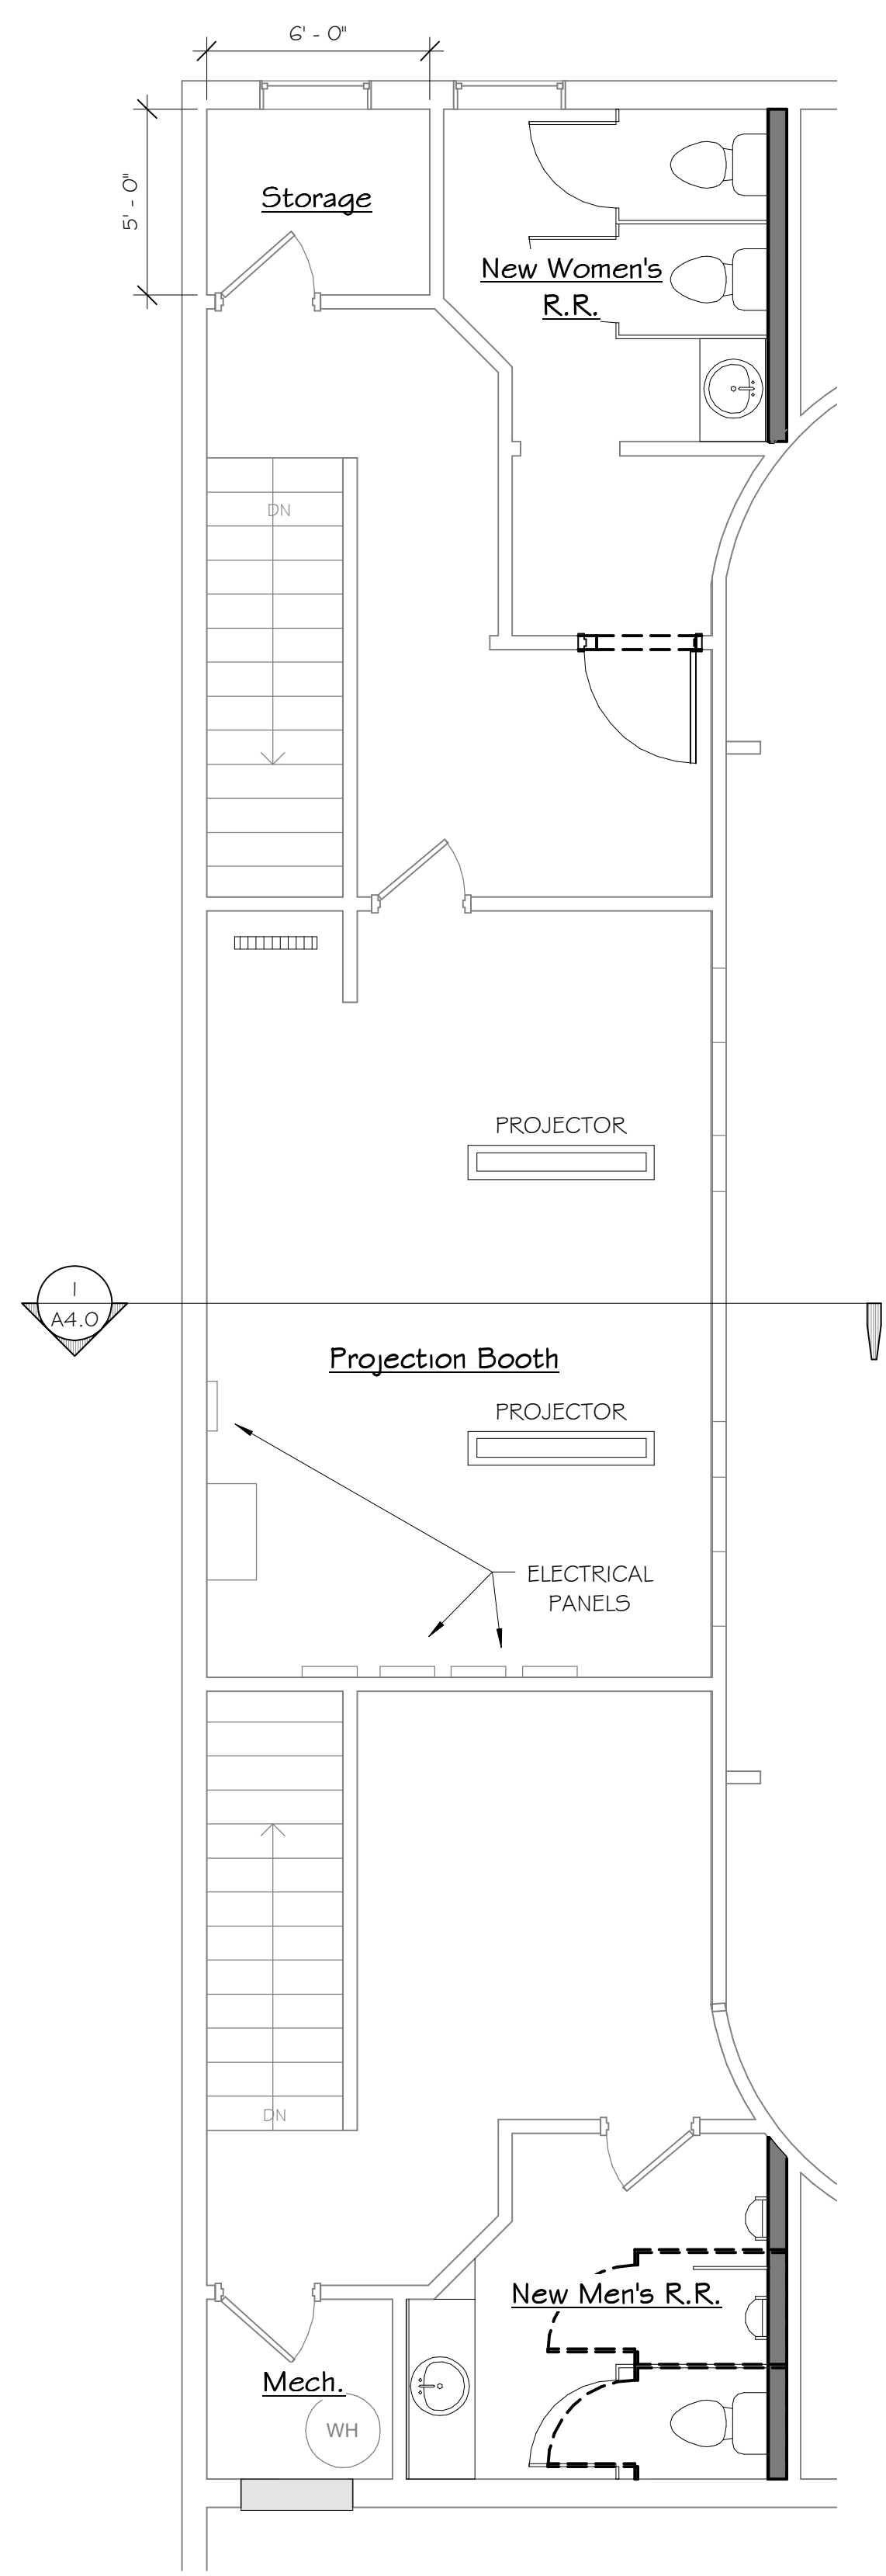 6' - 0"
5' - 0"
Storage
New Women's
R.R.
DN
PROJECTOR
1
A4.0
Projection Booth
PROJECTOR
ELECTRICAL
PANELS
DN
New Men's R.R.
Mech.
WH